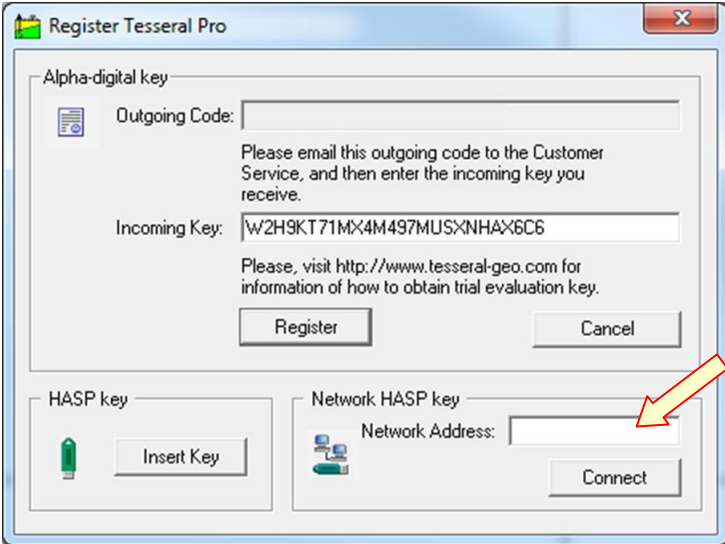 Register Tesseral Pro
Alpha-digital key
Outgoing Code:
Please email this outgoing code to the Customer
Service, and then enter the incoming key you
receive.
Incoming Key: W2H9KT71MX4M497MUSXNHAX6C6
Please, visit http://www.tesseral-geo.com for
information of how to obtain trial evaluation key.
Register Cancel
HASP key Network HASP key
Network Address:
Insert Key
Connect